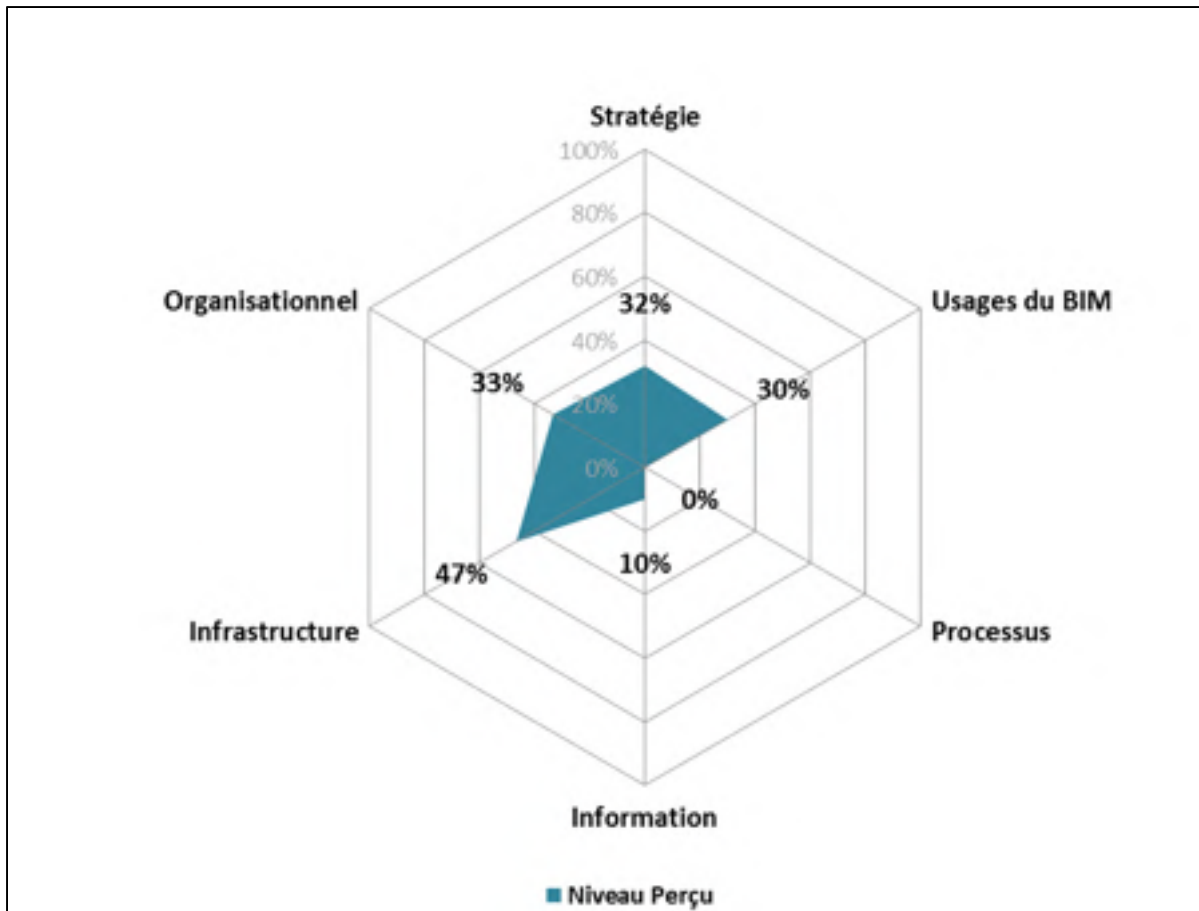 Stratégie
100%
80%
60%
32%
40%
20%
0%
Organisationnel
Usages du BIM
33%
30%
0%
10%
47%
Infrastructure
Processus
Information
Niveau Perçu